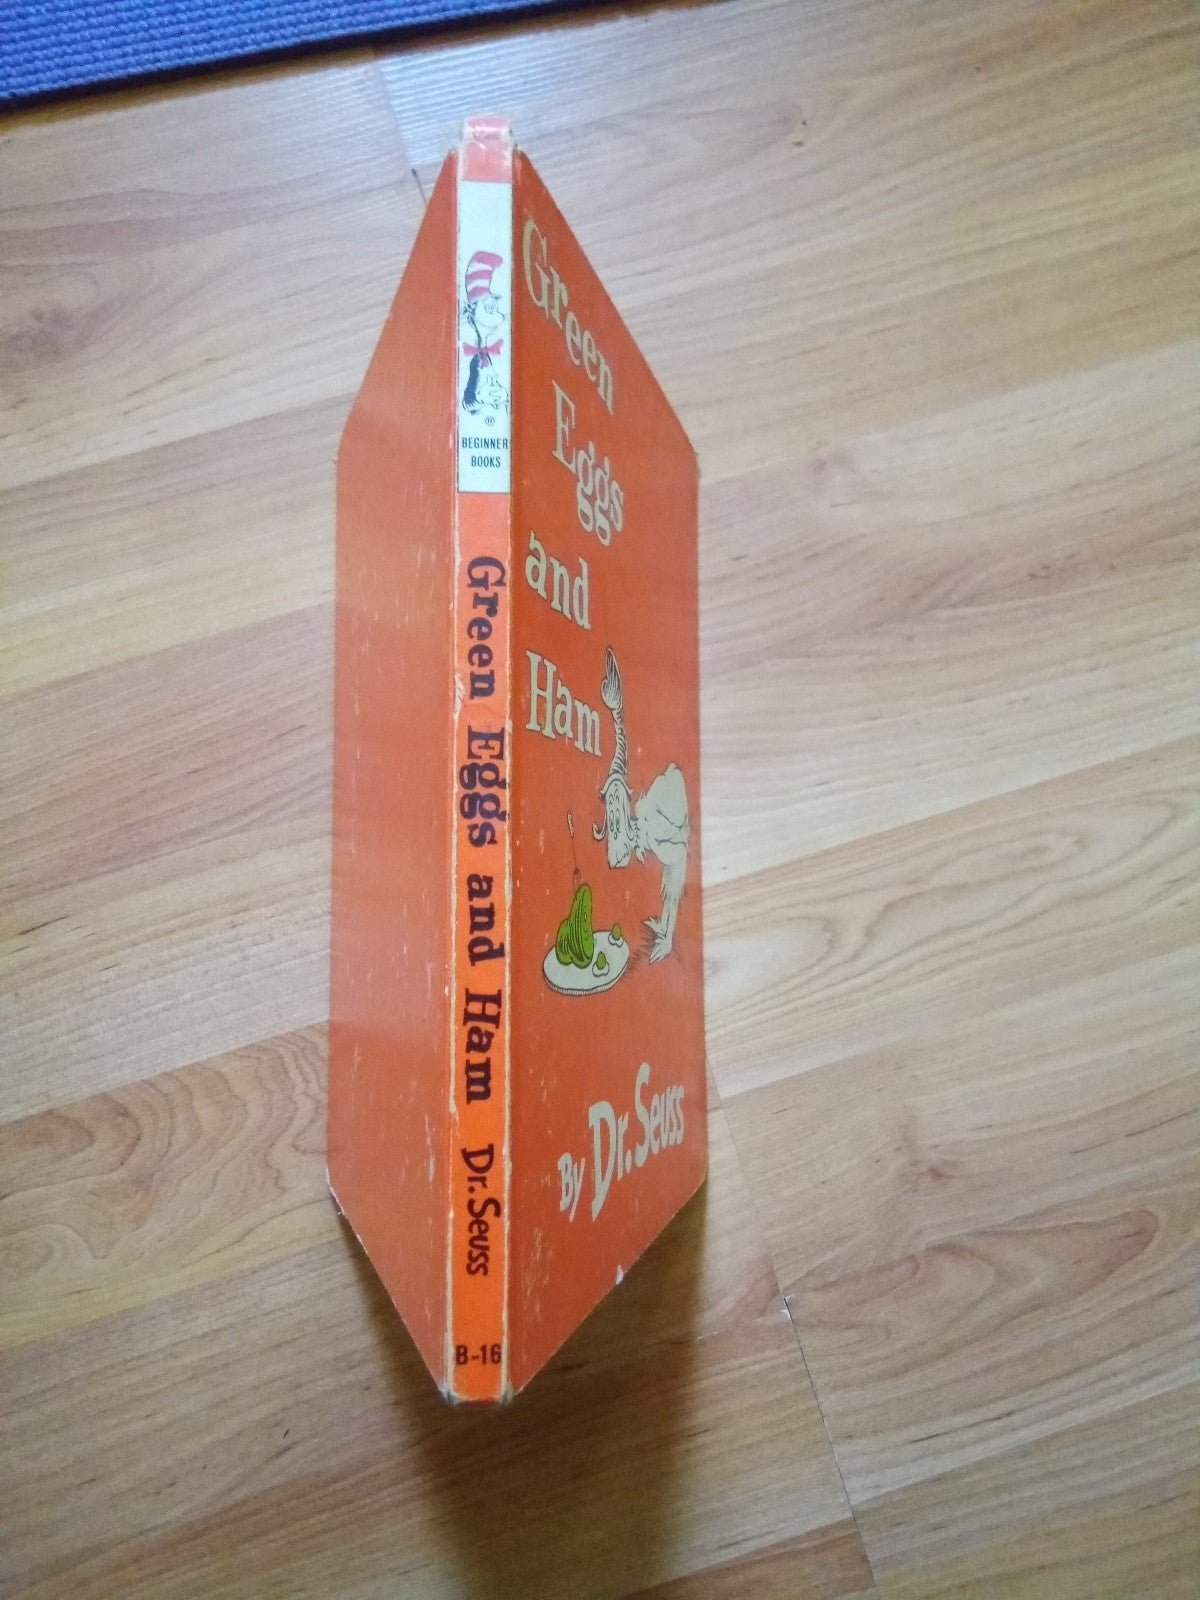 ®
BEGINNER
BOOKS
Green Eggs and Ham Dr. Seuss
B-16
Green
Eggs
and
Ham
By Dr. Seuss